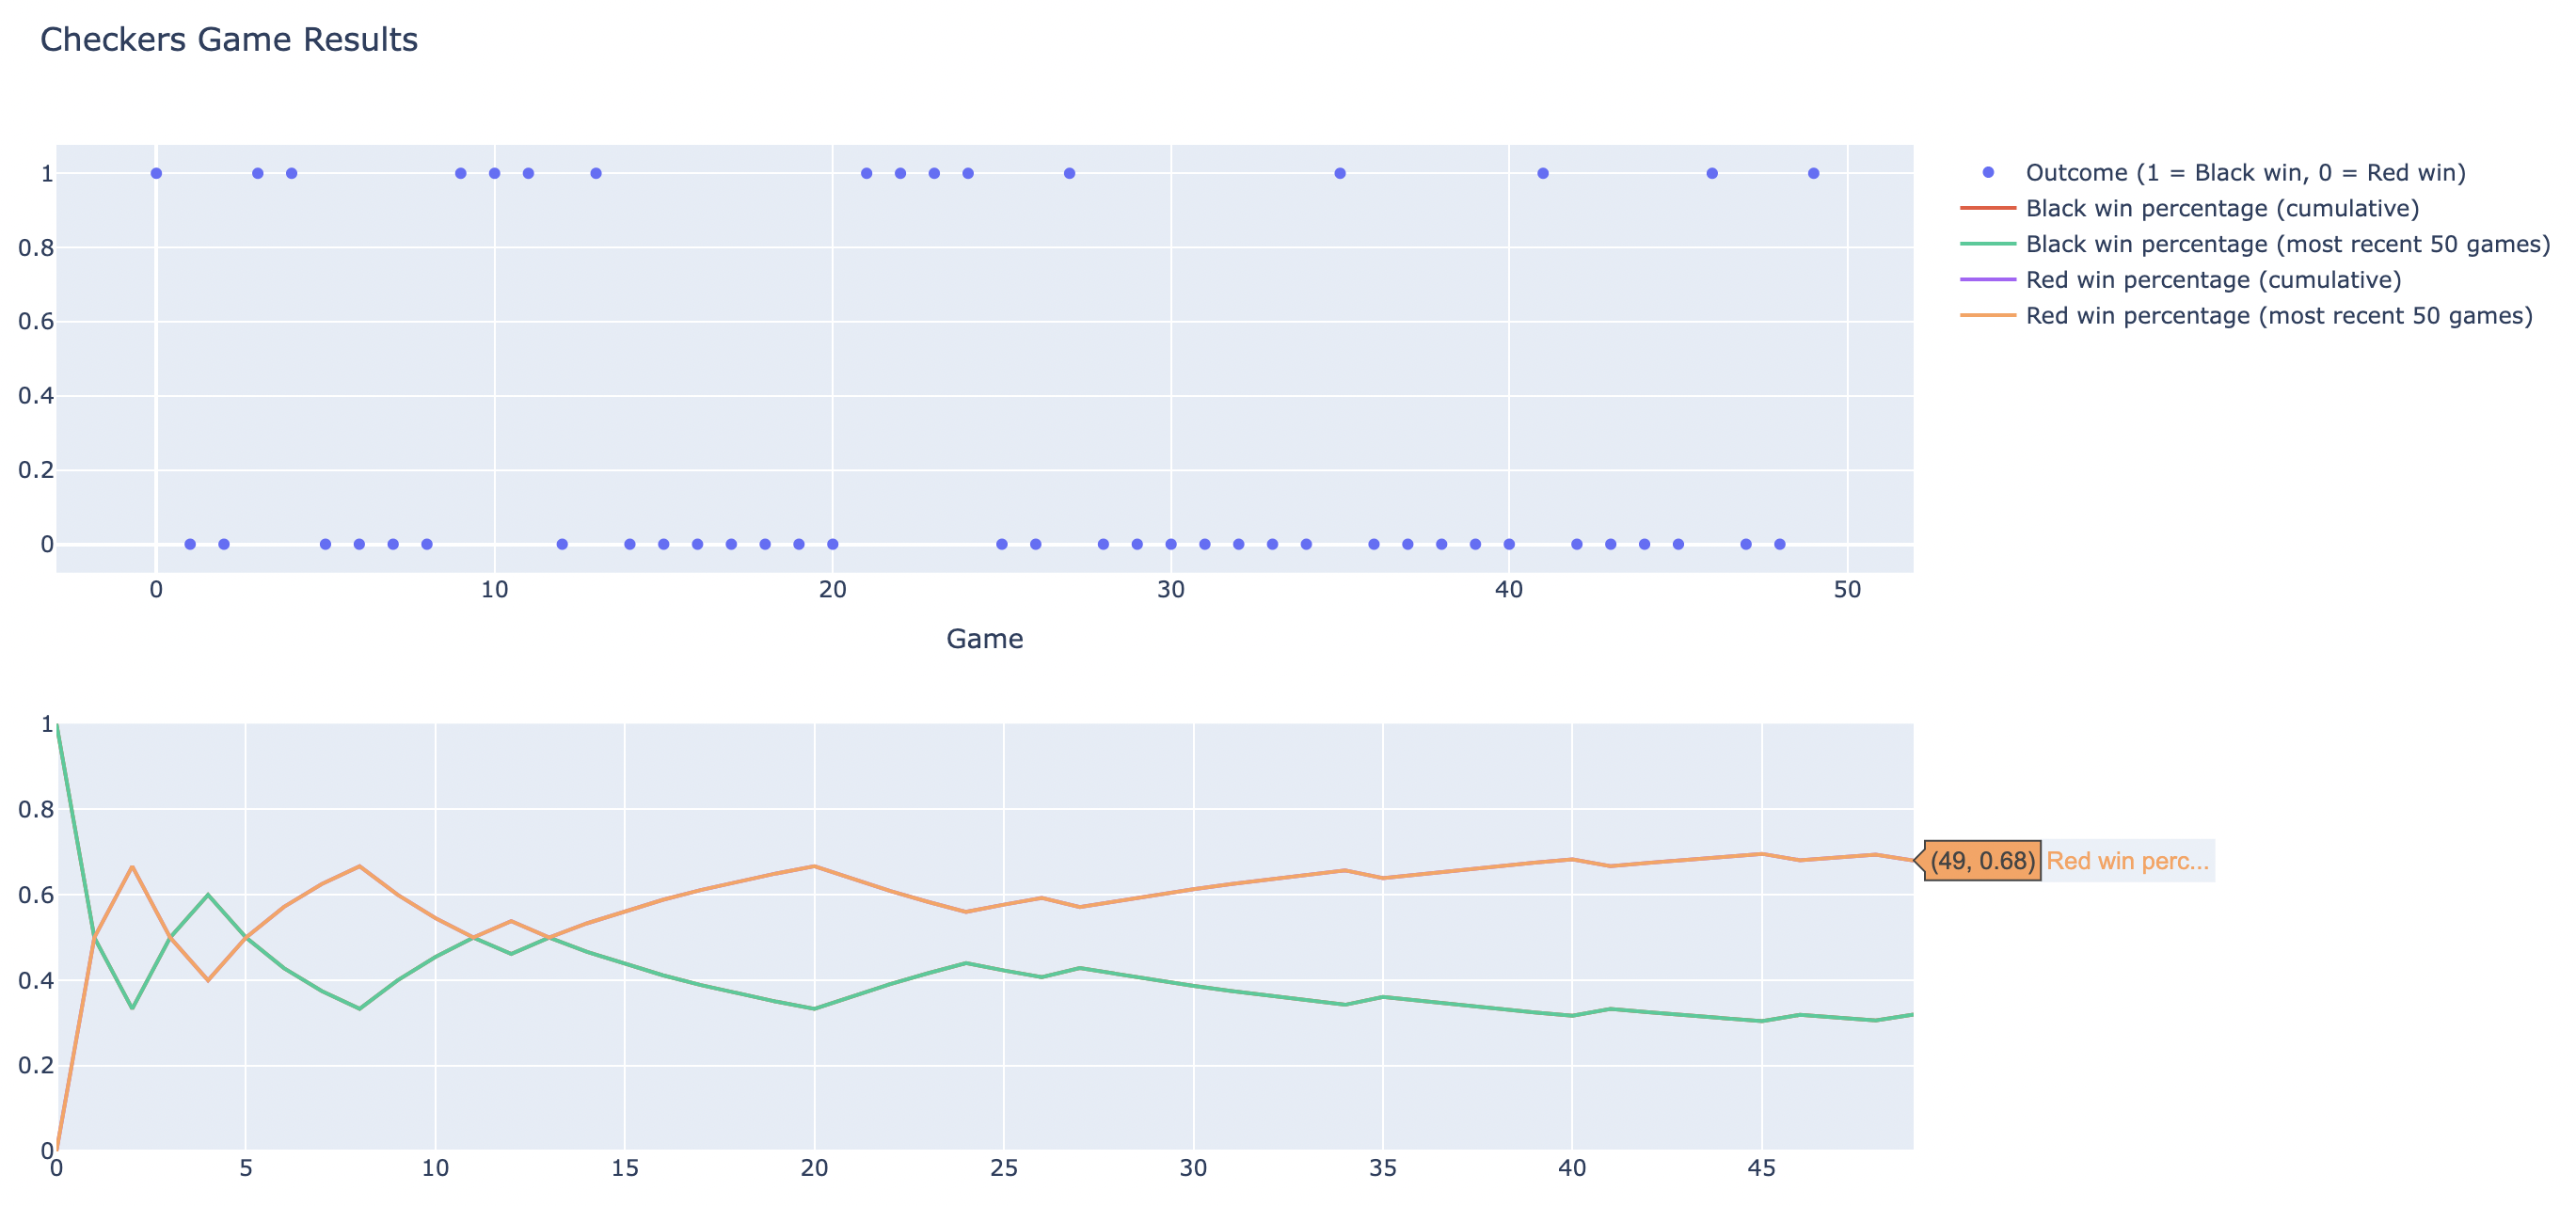 Checkers Game Results
1
0.8
0.6
0.4
0.2
0
0 10 20 30 40 50
Game
Outcome (1 = Black win, 0 = Red win)
Black win percentage (cumulative)
Black win percentage (most recent 50 games)
Red win percentage (cumulative)
Red win percentage (most recent 50 games)
1
0.8
0.6
0.4
0.2
0
0 5 10 15 20 25 30 35 40 45
(49, 0.68) Red win perc...